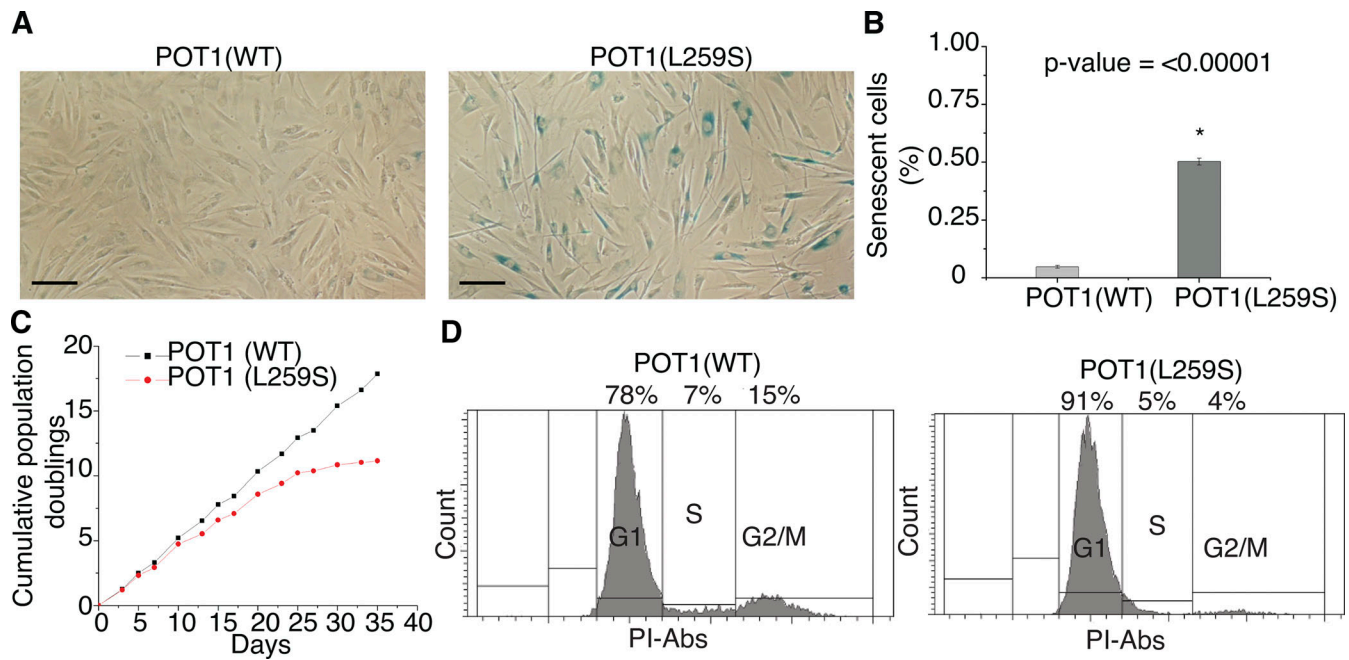 A
POT1(WT)
POT1(L259S)
B
1.00
0.75
0.50
0.25
0
Senescent cells
(%)
p-value = <0.00001
*
POT1(WT)
POT1(L259S)
C
20
15
10
5
0
Cumulative population
doublings
POT1 (WT)
POT1 (L259S)
0 5 10 15 20 25 30 35 40
Days
D
POT1(WT)
78% 7% 15%
Count
G1
S
G2/M
PI-Abs
POT1(L259S)
91% 5% 4%
Count
G1
S
G2/M
PI-Abs